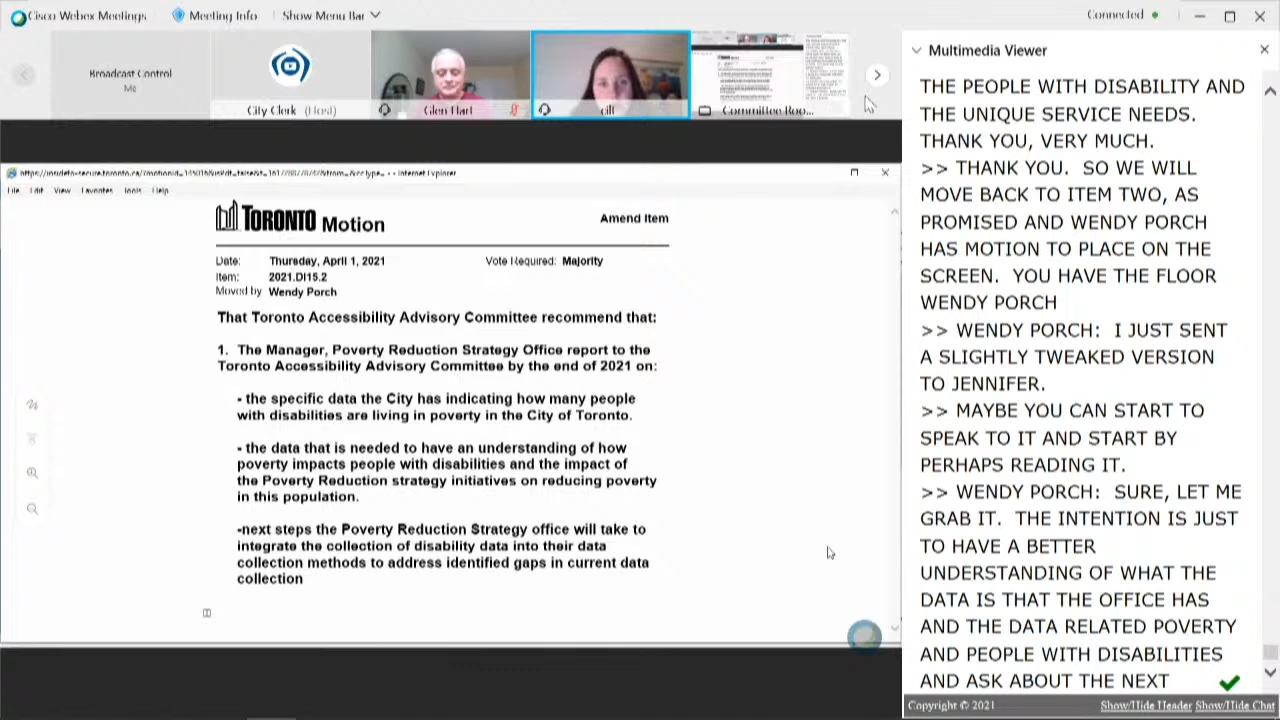 Cisco Webex Meetings
Meeting Info
Show Menu Bar
Connected
City Clerk (Host)
Glen Hart
Committee Roo...
File Edit View Favorites Tools Help
TORONTO Motion
Amend Item
Date: Thursday, April 1, 2021
Vote Required: Majority
Item: 2021.DI15.2
Moved by Wendy Porch
That Toronto Accessibility Advisory Committee recommend that:
1. The Manager, Poverty Reduction Strategy Office report to the
Toronto Accessibility Advisory Committee by the end of 2021 on:
- the specific data the City has indicating how many people
with disabilities are living in poverty in the City of Toronto.
- the data that is needed to have an understanding of how
poverty impacts people with disabilities and the impact of
the Poverty Reduction strategy initiatives on reducing poverty
in this population.
-next steps the Poverty Reduction Strategy office will take to
integrate the collection of disability data into their data
collection methods to address identified gaps in current data
collection
Multimedia Viewer
THE PEOPLE WITH DISABILITY AND
THE UNIQUE SERVICE NEEDS.
THANK YOU, VERY MUCH.
>> THANK YOU. SO WE WILL
MOVE BACK TO ITEM TWO, AS
PROMISED AND WENDY PORCH
HAS MOTION TO PLACE ON THE
SCREEN. YOU HAVE THE FLOOR
WENDY PORCH
>> WENDY PORCH: I JUST SENT
A SLIGHTLY TWEAKED VERSION
TO JENNIFER.
>> MAYBE YOU CAN START TO
SPEAK TO IT AND START BY
PERHAPS READING IT.
>> WENDY PORCH: SURE, LET ME
GRAB IT. THE INTENTION IS JUST
TO HAVE A BETTER
UNDERSTANDING OF WHAT THE
DATA IS THAT THE OFFICE HAS
AND THE DATA RELATED POVERTY
AND PEOPLE WITH DISABILITIES
AND ASK ABOUT THE NEXT
Copyright © 2021
Show/Hide Header Show/Hide Chat